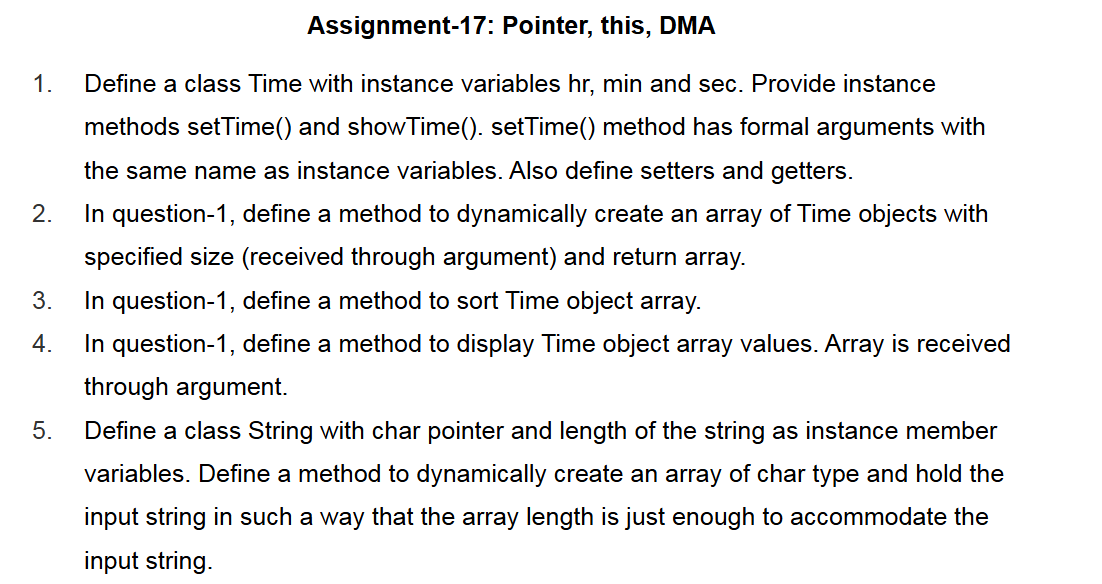 Assignment-17: Pointer, this, DMA
1. Define a class Time with instance variables hr, min and sec. Provide instance
methods setTime() and showTime(). setTime() method has formal arguments with
the same name as instance variables. Also define setters and getters.
2. In question-1, define a method to dynamically create an array of Time objects with
specified size (received through argument) and return array.
3. In question-1, define a method to sort Time object array.
4. In question-1, define a method to display Time object array values. Array is received
through argument.
5. Define a class String with char pointer and length of the string as instance member
variables. Define a method to dynamically create an array of char type and hold the
input string in such a way that the array length is just enough to accommodate the
input string.